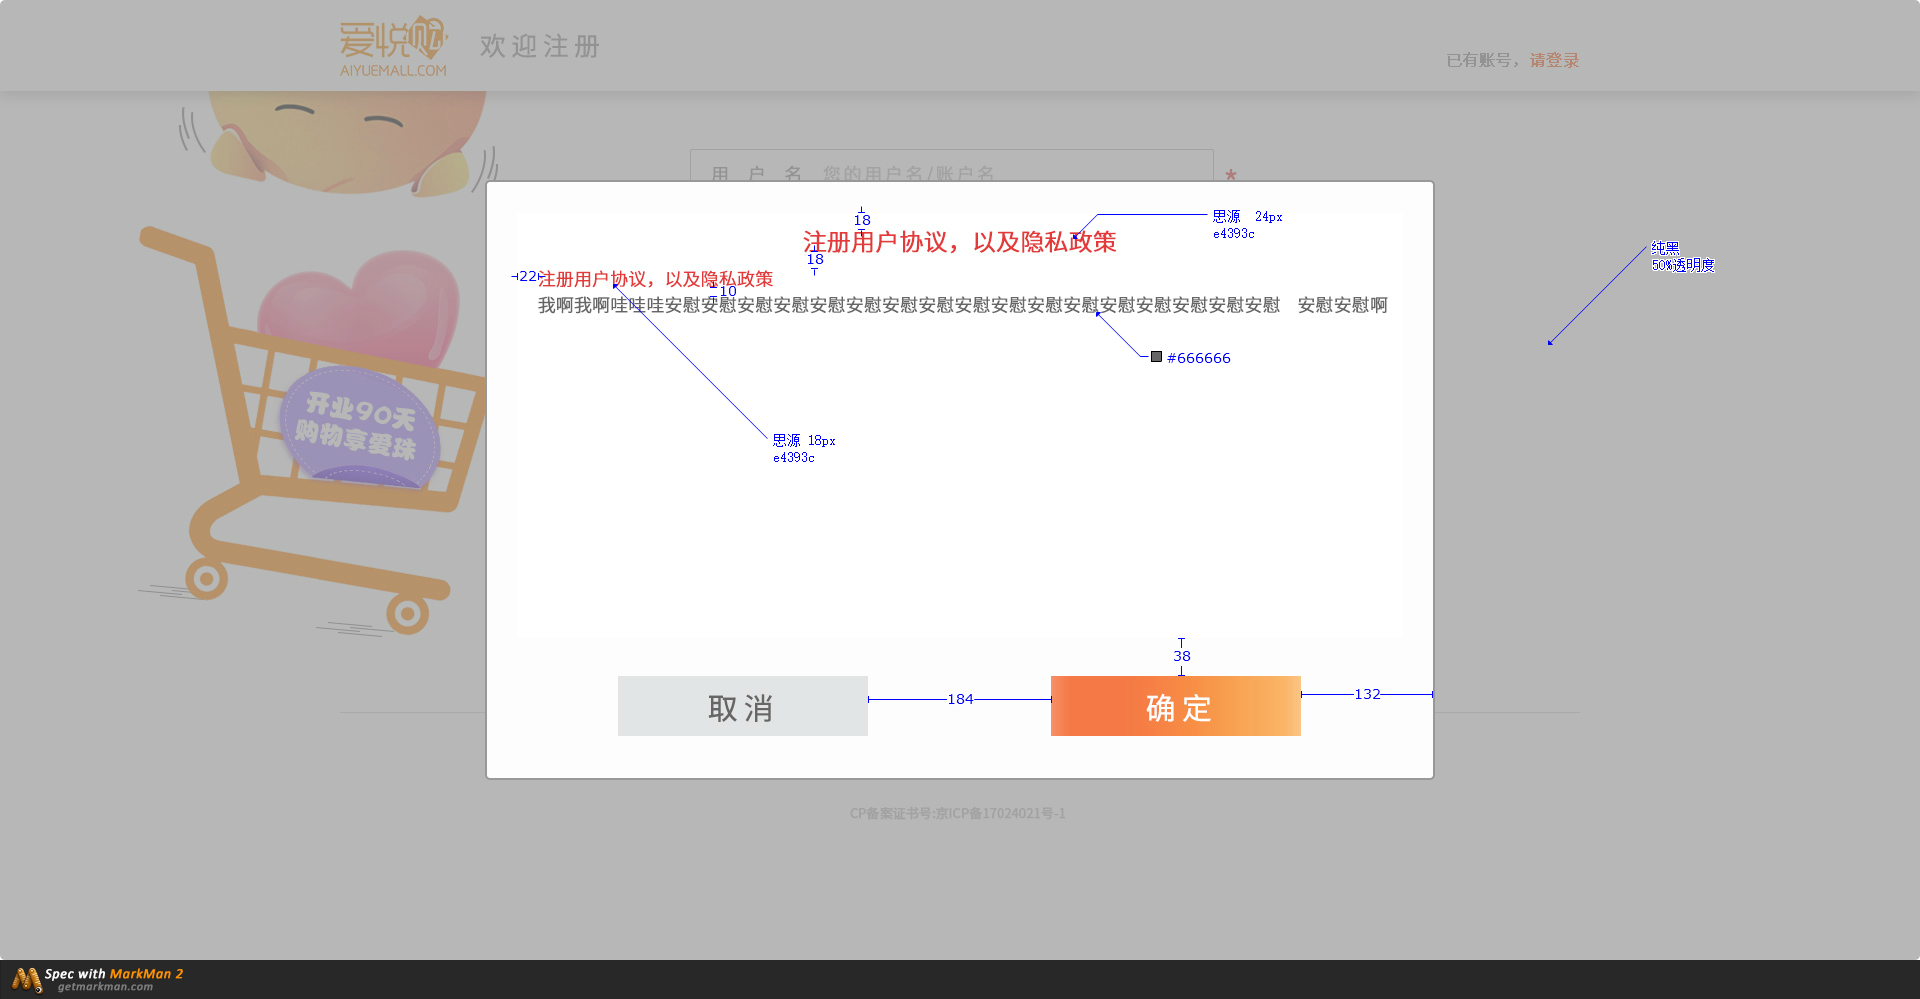 爱悦
AIYUEMALL.COM
欢迎注册
已有账号，请登录
用 户 名 您的用户名/账户名 *
18
思源 24px
e4393c
注册用户协议，以及隐私政策
18
纯黑
50%透明度
22
注册用户协议，以及隐私政策
10
我啊我啊哇哇哇安慰安慰安慰安慰安慰安慰安慰安慰安慰安慰安慰安慰安慰安慰安慰安慰安慰 安慰安慰啊
#666666
开业90天
购物享爱珠
思源 18px
e4393c
38
取消
184
确定
132
CP备案证书号:京ICP备17024021号-1
Spec with MarkMan 2
getmarkman.com